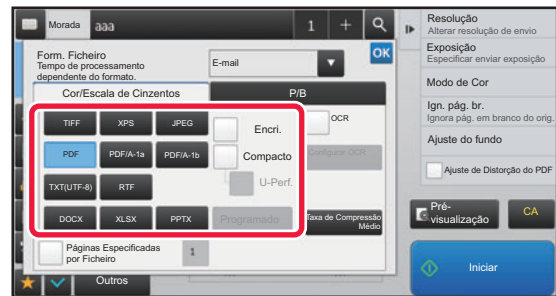 Morada
aaa
1
+
Form. Ficheiro
Tempo de processamento
dependente do formato.
E-mail
OK
Cor/Escala de Cinzentos
P/B
TIFF
XPS
JPEG
Encri.
OCR
PDF
PDF/A-1a
PDF/A-1b
Compacto
Configurar OCR
TXT(UTF-8)
RTF
U-Perf.
DOCX
XLSX
PPTX
Programado
Taxa de Compressão
Médio
Páginas Especificadas
por Ficheiro
1
Outros
Resolução
Alterar resolução de envio
Exposição
Especificar enviar exposição
Modo de Cor
Ign. pág. br.
Ignora pág. em branco do orig.
Ajuste do fundo
Ajuste de Distorção do PDF
Pré-
visualização
CA
Iniciar